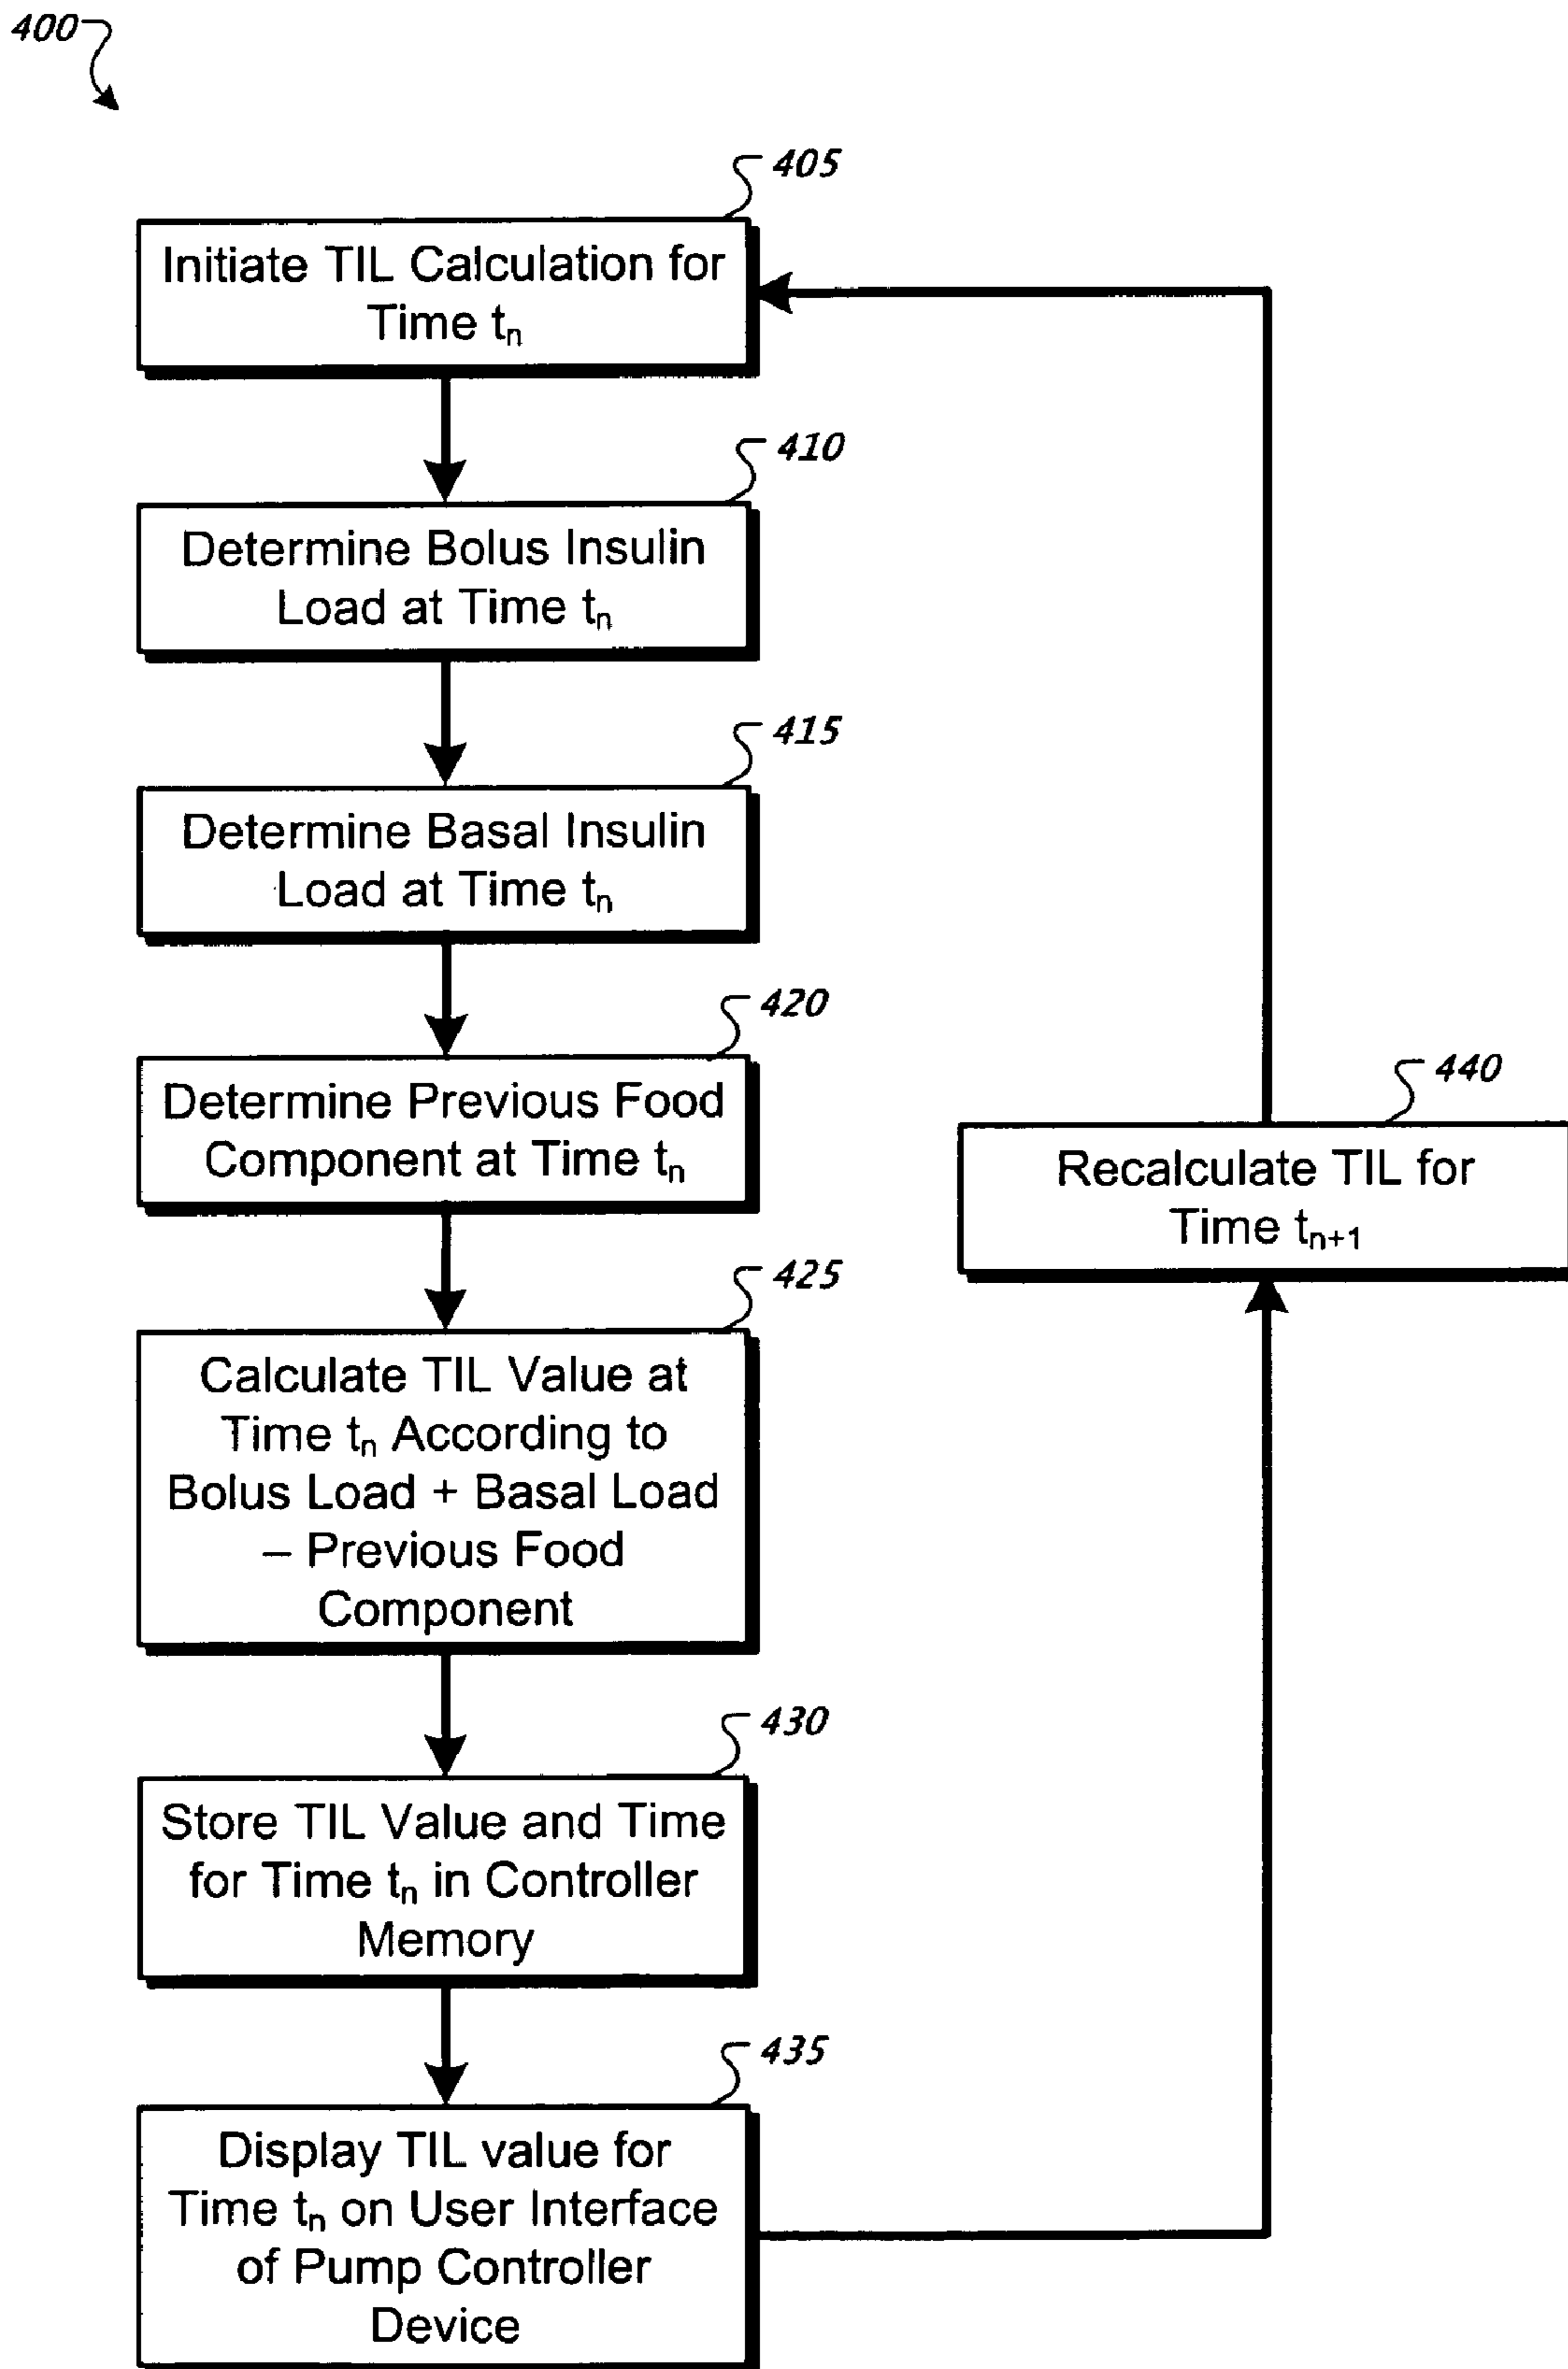 400
405
Initiate TIL Calculation for
Time tₙ
410
Determine Bolus Insulin
Load at Time tₙ
415
Determine Basal Insulin
Load at Time tₙ
420
Determine Previous Food
Component at Time tₙ
440
Recalculate TIL for
Time tₙ₊₁
425
Calculate TIL Value at
Time tₙ According to
Bolus Load + Basal Load
– Previous Food
Component
430
Store TIL Value and Time
for Time tₙ in Controller
Memory
435
Display TIL value for
Time tₙ on User Interface
of Pump Controller
Device